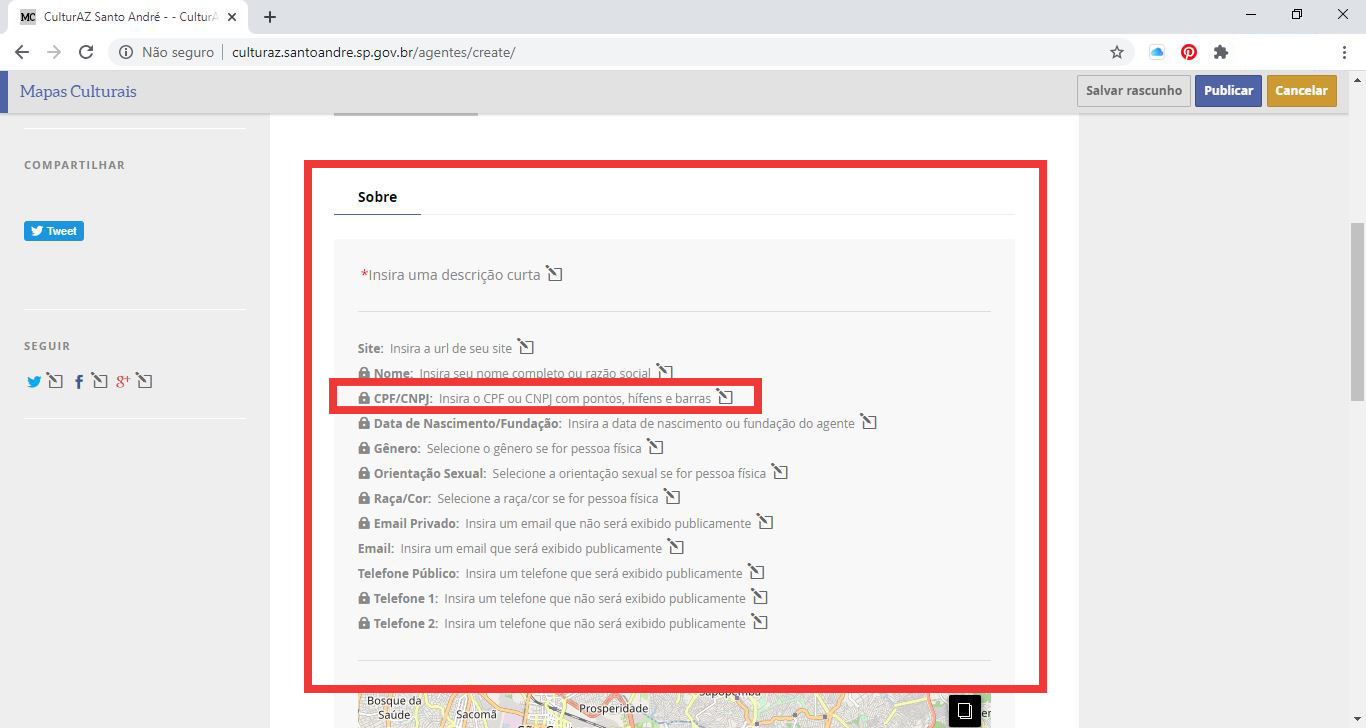 MC CulturAZ Santo André - - Cultur
Não seguro culturaz.santoandre.sp.gov.br/agentes/create/
Mapas Culturais
Salvar rascunho Publicar Cancelar
COMPARTILHAR
Tweet
SEGUIR
Sobre
*Insira uma descrição curta
Site: Insira a url de seu site
Nome: Insira seu nome completo ou razão social
CPF/CNPJ: Insira o CPF ou CNPJ com pontos, hífens e barras
Data de Nascimento/Fundação: Insira a data de nascimento ou fundação do agente
Gênero: Selecione o gênero se for pessoa física
Orientação Sexual: Selecione a orientação sexual se for pessoa física
Raça/Cor: Selecione a raça/cor se for pessoa física
Email Privado: Insira um email que não será exibido publicamente
Email: Insira um email que será exibido publicamente
Telefone Público: Insira um telefone que será exibido publicamente
Telefone 1: Insira um telefone que não será exibido publicamente
Telefone 2: Insira um telefone que não será exibido publicamente
Bosque da
Saúde
Sacomã
Prosperidade
Sapopemba